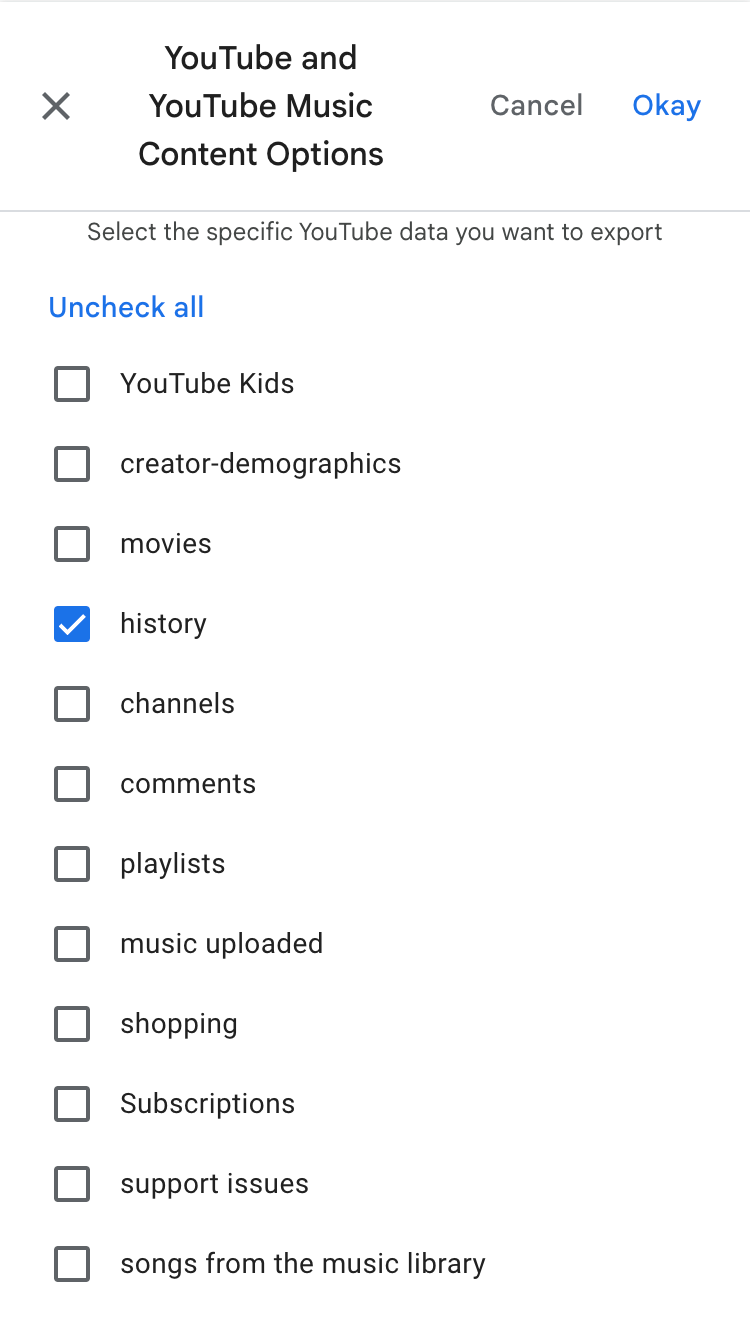 YouTube and
YouTube Music
Content Options
Cancel
Okay
Select the specific YouTube data you want to export
Uncheck all
YouTube Kids
creator-demographics
movies
history
channels
comments
playlists
music uploaded
shopping
Subscriptions
support issues
songs from the music library